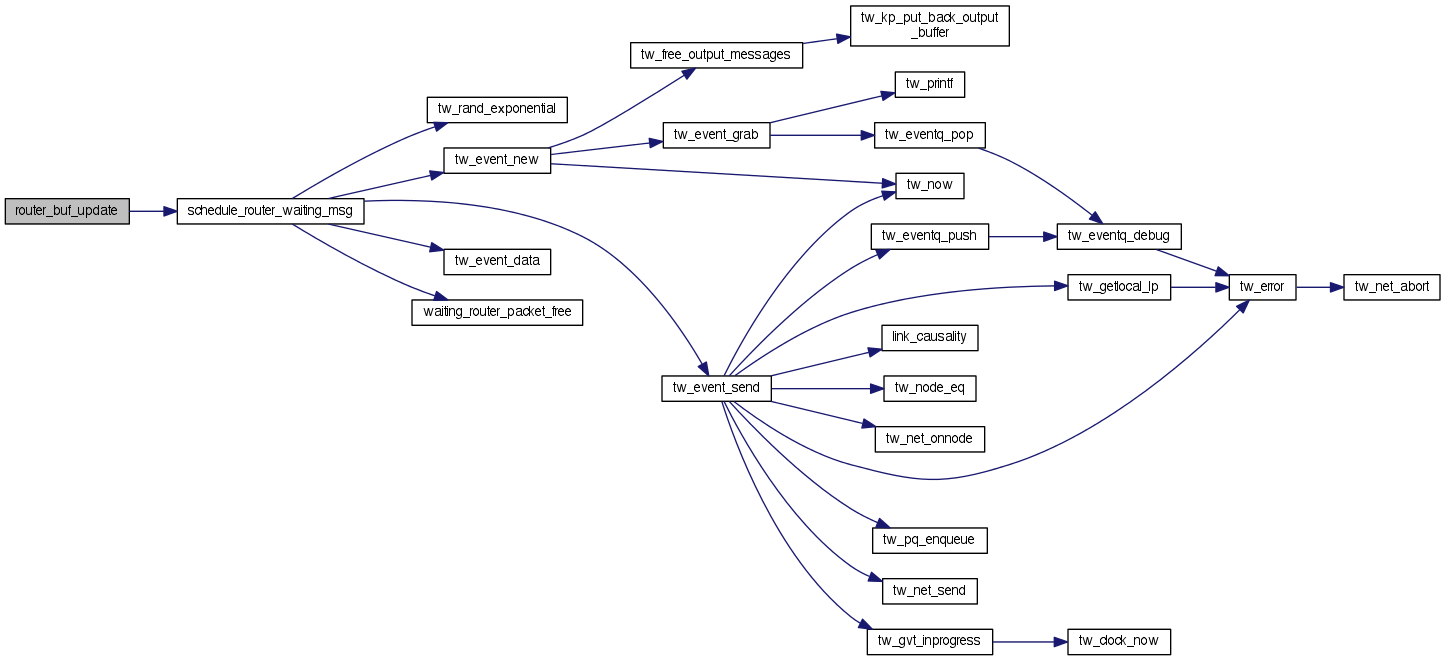 tw_kp_put_back_output
_buffer
tw_free_output_messages
tw_printf
tw_rand_exponential
tw_event_grab
tw_eventq_pop
tw_event_new
tw_now
router_buf_update
schedule_router_waiting_msg
tw_eventq_push
tw_eventq_debug
tw_event_data
tw_getlocal_lp
tw_error
tw_net_abort
waiting_router_packet_free
link_causality
tw_event_send
tw_node_eq
tw_net_onnode
tw_pq_enqueue
tw_net_send
tw_gvt_inprogress
tw_clock_now